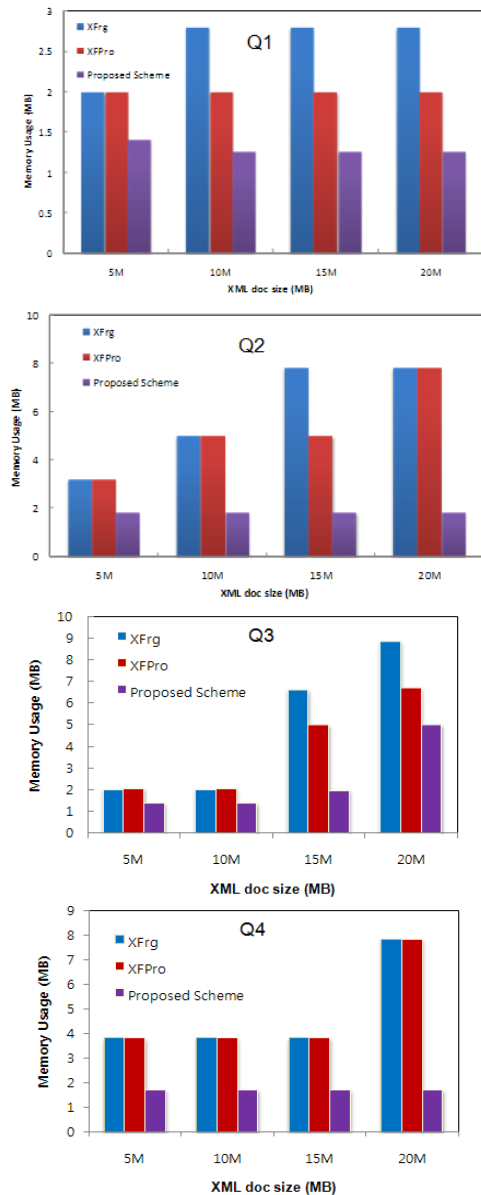 Q1
XFrg
XFPro
Proposed Scheme
Memory Usage (MB)
3
2.5
2
1.5
1
0.5
0
5M 10M 15M 20M
XML doc size (MB)
Q2
XFrg
XFPro
Proposed Scheme
Memory Usage (MB)
10
8
6
4
2
0
5M 10M 15M 20M
XML doc size (MB)
Q3
XFrg
XFPro
Proposed Scheme
Memory Usage (MB)
10
9
8
7
6
5
4
3
2
1
0
5M 10M 15M 20M
XML doc size (MB)
Q4
XFrg
XFPro
Proposed Scheme
Memory Usage (MB)
9
8
7
6
5
4
3
2
1
0
5M 10M 15M 20M
XML doc size (MB)